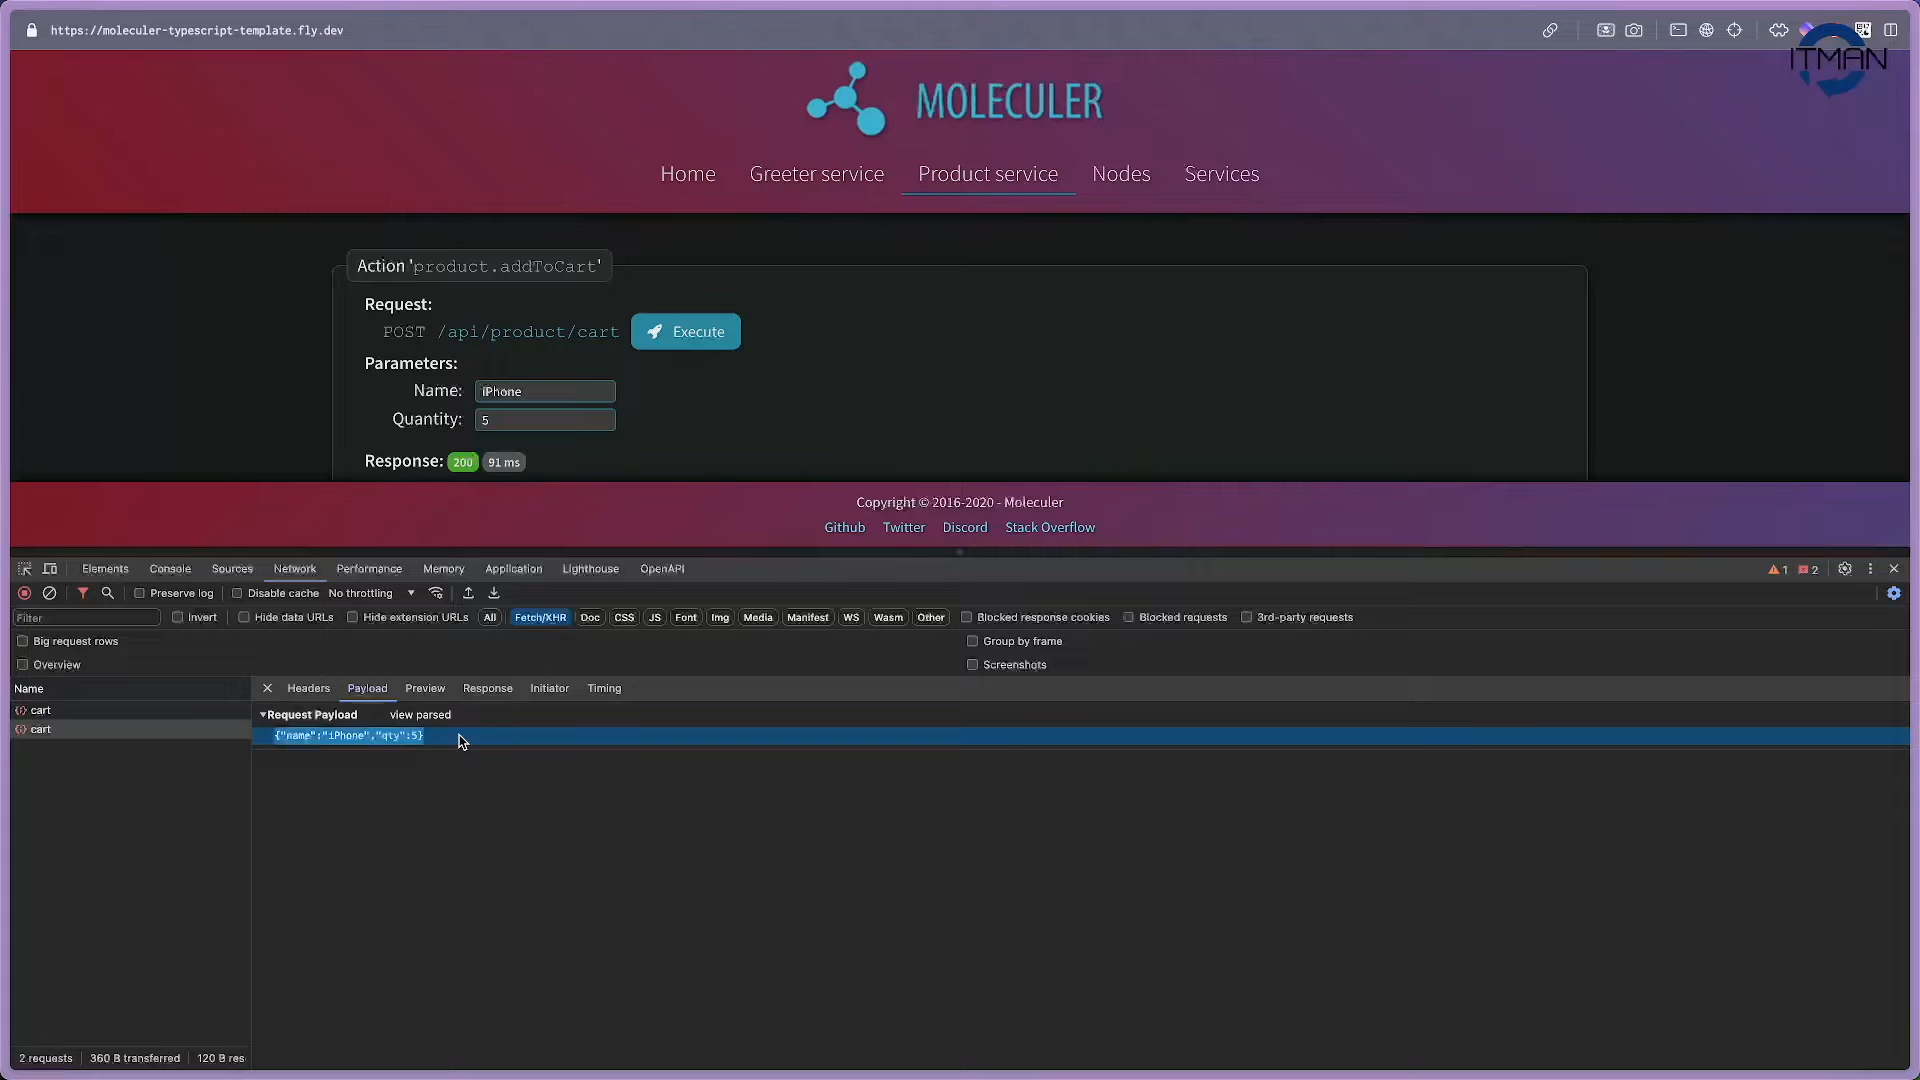 https://moleculer-typescript-template.fly.dev
ITMAN
MOLECULER
Home Greeter service Product service Nodes Services
Action 'product.addToCart'
Request:
POST /api/product/cart Execute
Parameters:
Name: iPhone
Quantity: 5
Response: 200 91 ms
Copyright © 2016-2020 - Moleculer
Github Twitter Discord Stack Overflow
Elements Console Sources Network Performance Memory Application Lighthouse OpenAPI 1 2
Preserve log Disable cache No throttling
Filter Invert Hide data URLs Hide extension URLs All Fetch/XHR Doc CSS JS Font Img Media Manifest WS Wasm Other Blocked response cookies Blocked requests 3rd-party requests
Big request rows Group by frame
Overview Screenshots
Name Headers Payload Preview Response Initiator Timing
cart
Request Payload view parsed
cart
{"name":"iPhone","qty":5}
2 requests 360 B transferred 120 B res